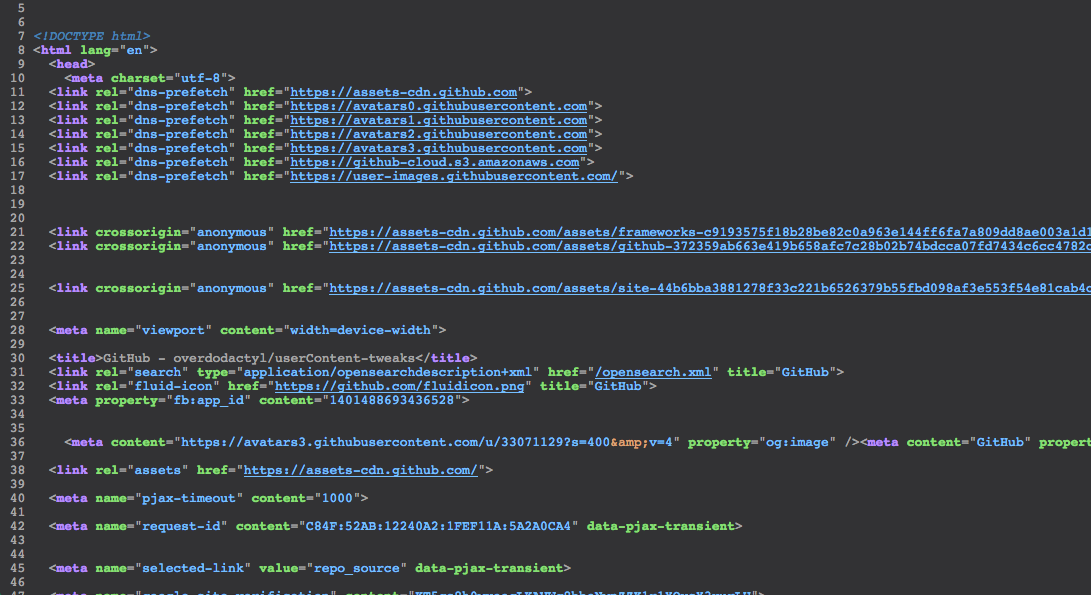 5
6
7 <!DOCTYPE html>
8 <html lang="en">
9 <head>
10 <meta charset="utf-8">
11 <link rel="dns-prefetch" href="https://assets-cdn.github.com">
12 <link rel="dns-prefetch" href="https://avatars0.githubusercontent.com">
13 <link rel="dns-prefetch" href="https://avatars1.githubusercontent.com">
14 <link rel="dns-prefetch" href="https://avatars2.githubusercontent.com">
15 <link rel="dns-prefetch" href="https://avatars3.githubusercontent.com">
16 <link rel="dns-prefetch" href="https://github-cloud.s3.amazonaws.com">
17 <link rel="dns-prefetch" href="https://user-images.githubusercontent.com/">
18
19
20
21 <link crossorigin="anonymous" href="https://assets-cdn.github.com/assets/frameworks-c9193575f18b28be82c0a963e144ff6fa7a809dd8ae003a1d1
22 <link crossorigin="anonymous" href="https://assets-cdn.github.com/assets/github-372359ab663e419b658afc7c28b02b74bdcca07fd7434c6cc4782c
23
24
25 <link crossorigin="anonymous" href="https://assets-cdn.github.com/assets/site-44b6bba3881278f33c221b6526379b55fbd098af3e553f54e81cab4c
26
27
28 <meta name="viewport" content="width=device-width">
29
30 <title>GitHub - overdodactyl/userContent-tweaks</title>
31 <link rel="search" type="application/opensearchdescription+xml" href="/opensearch.xml" title="GitHub">
32 <link rel="fluid-icon" href="https://github.com/fluidicon.png" title="GitHub">
33 <meta property="fb:app_id" content="1401488693436528">
34
35
36 <meta content="https://avatars3.githubusercontent.com/u/33071129?s=400&amp;v=4" property="og:image" /><meta content="GitHub" propert
37
38 <link rel="assets" href="https://assets-cdn.github.com/">
39
40 <meta name="pjax-timeout" content="1000">
41
42 <meta name="request-id" content="C84F:52AB:12240A2:1FEF11A:5A2A0CA4" data-pjax-transient>
43
44
45 <meta name="selected-link" value="repo_source" data-pjax-transient>
46